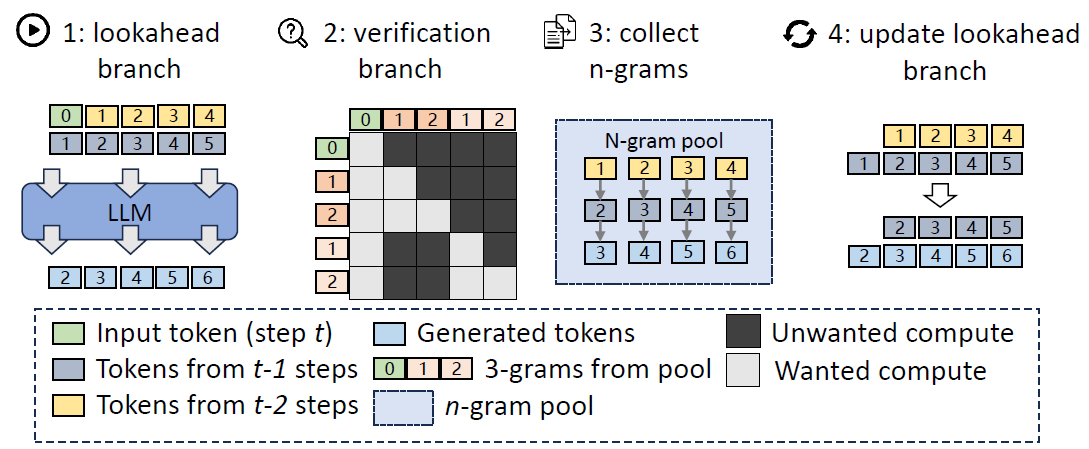 1: lookahead
branch
0 1 2 3 4
1 2 3 4 5
LLM
2 3 4 5 6
2: verification
branch
0 1 2 1 2
0
1
2
1
2
3: collect
n-grams
N-gram pool
1 2 3 4
2 3 4 5
3 4 5 6
4: update lookahead
branch
1 2 3 4
1 2 3 4 5
2 3 4 5
2 3 4 5 6
Input token (step t)
Tokens from t-1 steps
Tokens from t-2 steps
Generated tokens
0 1 2 3-grams from pool
n-gram pool
Unwanted compute
Wanted compute